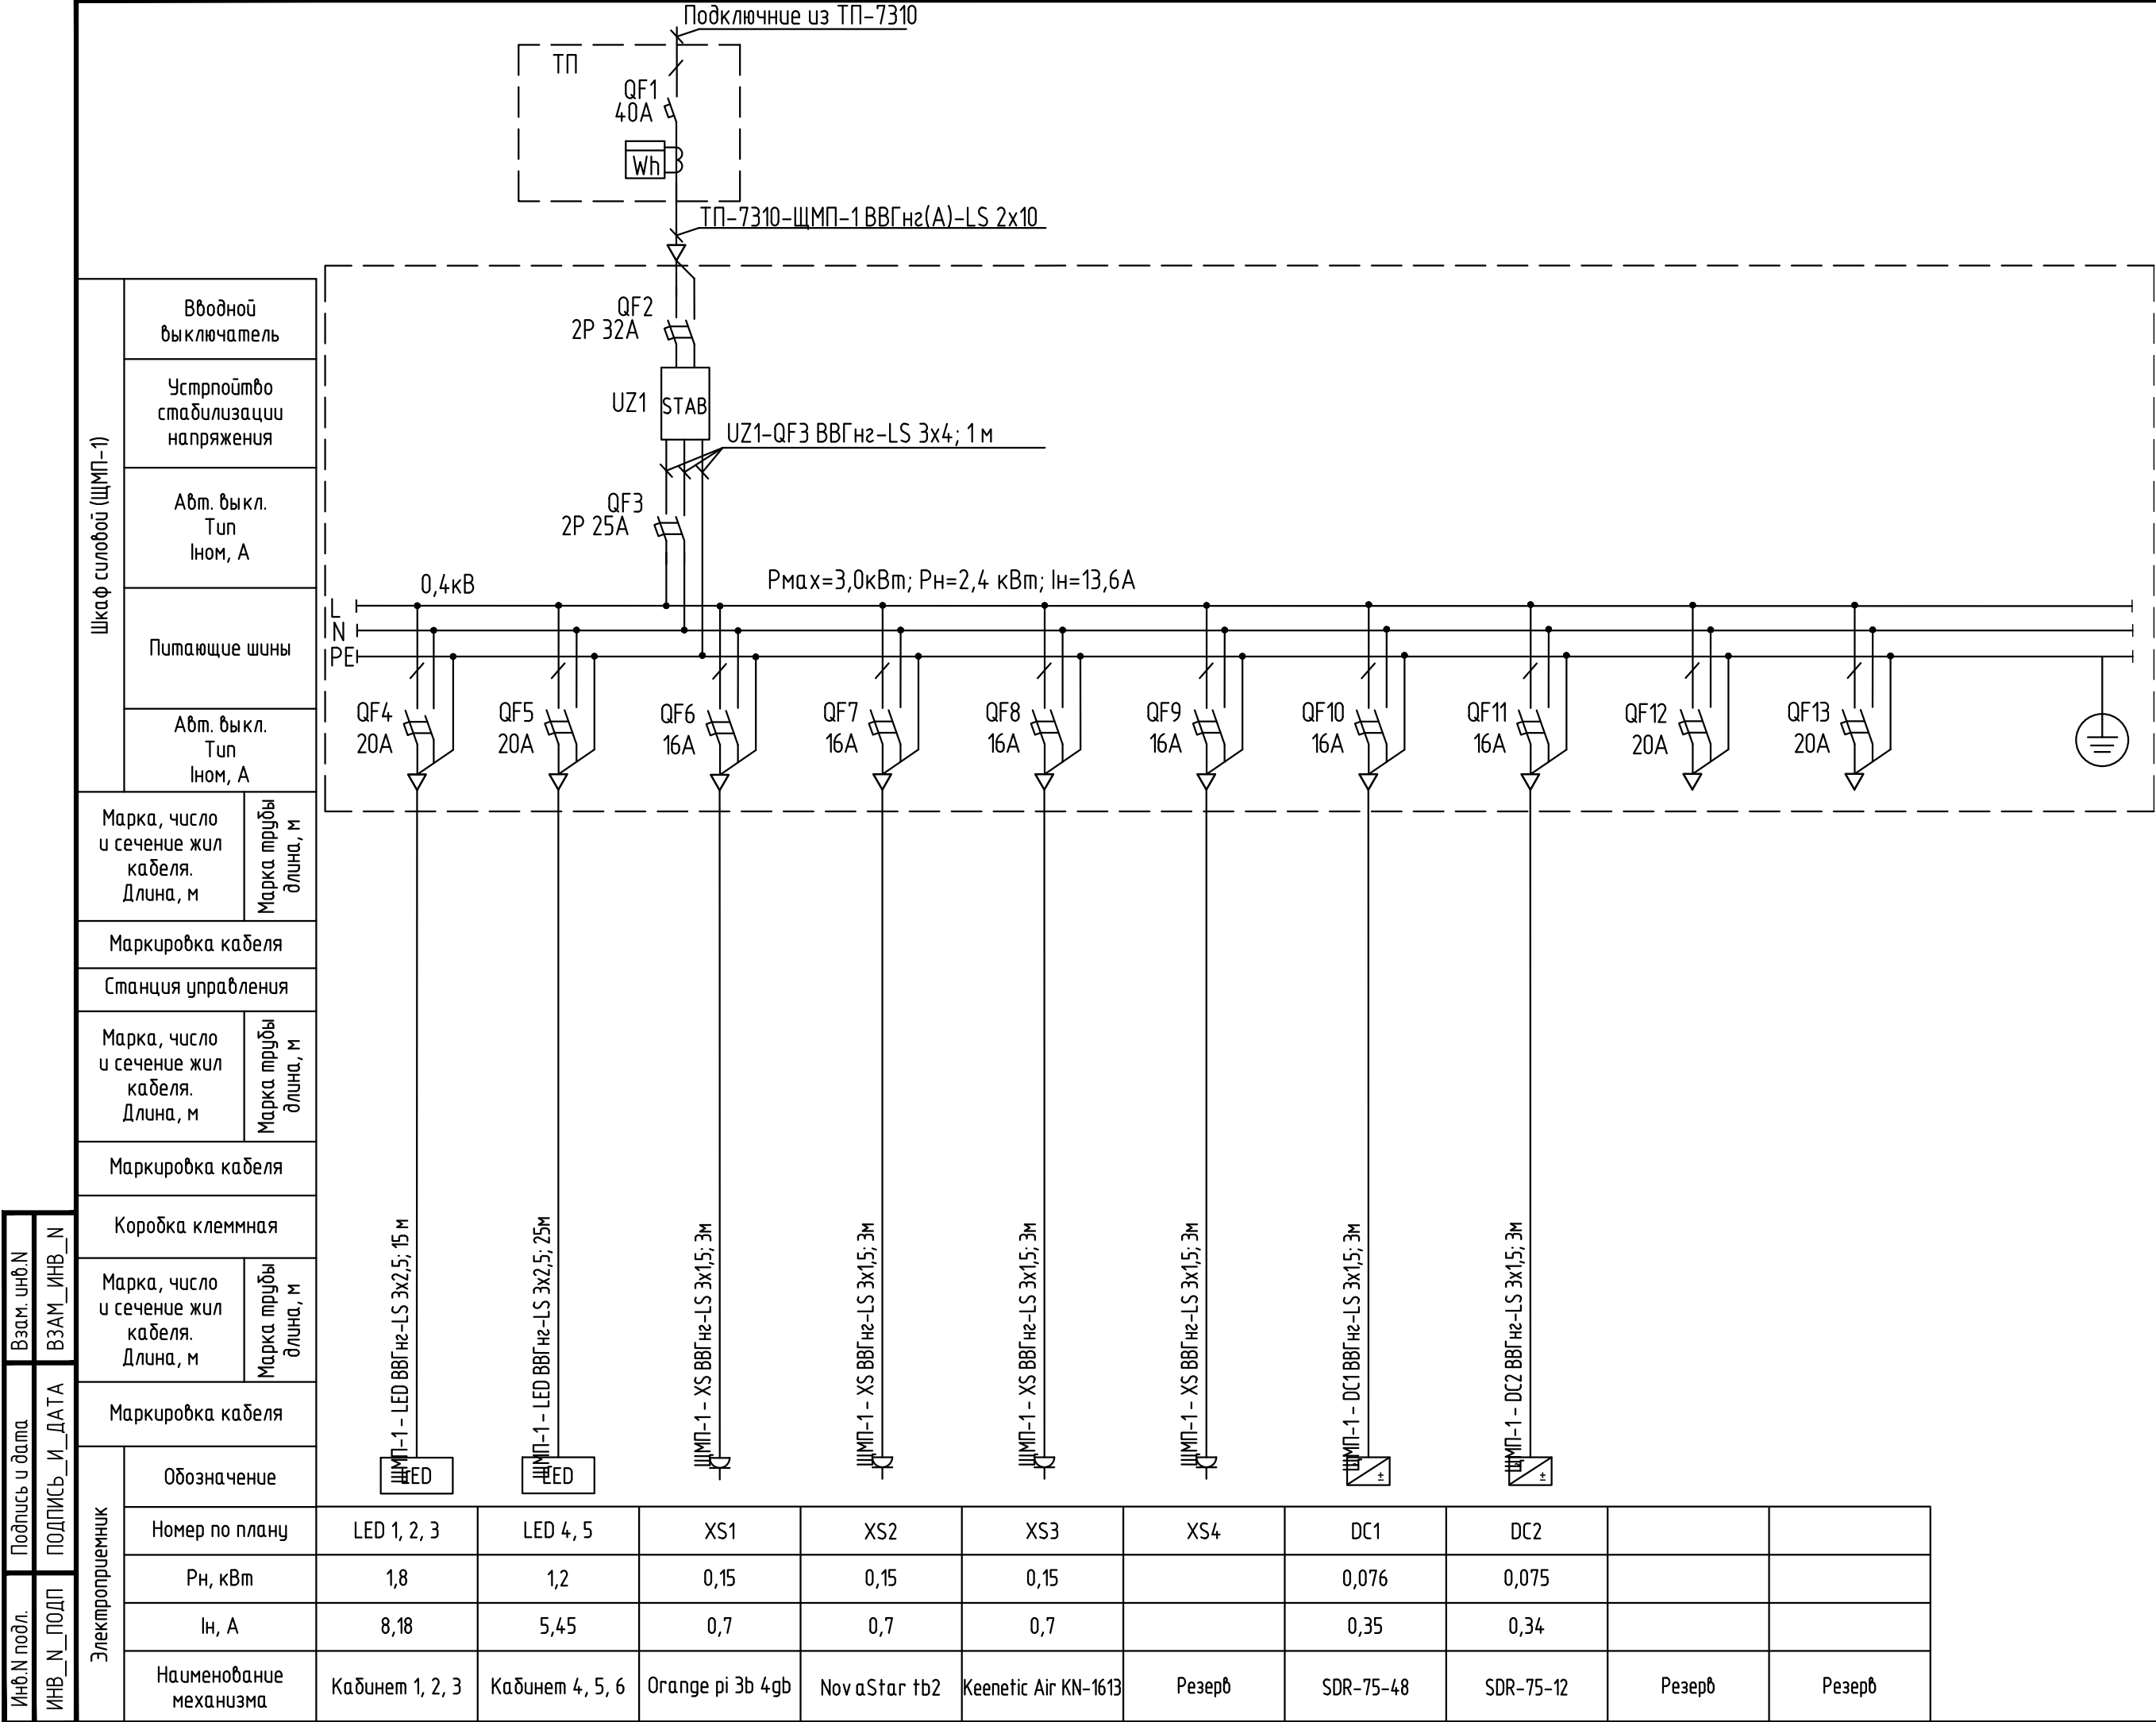 Подключние из ТП-7310
ТП
QF1
40А
Wh
ТП-7310-ЩМП-1 ВВГнг(А)-LS 2х10
QF2
2Р 32А
UZ1
STAB
UZ1-QF3 ВВГнг-LS 3х4; 1 м
QF3
2Р 25А
0,4кВ
Рмах=3,0кВт; Рн=2,4 кВт; Iн=13,6А
L
N
PE
QF4
20А
QF5
20А
QF6
16А
QF7
16А
QF8
16А
QF9
16А
QF10
16А
QF11
16А
QF12
20А
QF13
20А
Шкаф силовой (ЩМП-1)
Вводной
выключатель
Устрпойтво
стабилизации
напряжения
Авт. выкл.
Тип
Iном, А
Питающие шины
Авт. выкл.
Тип
Iном, А
Марка, число
и сечение жил
кабеля.
Длина, м
Марка трубы
длина, м
Маркировка кабеля
Станция управления
Марка, число
и сечение жил
кабеля.
Длина, м
Марка трубы
длина, м
Маркировка кабеля
Коробка клеммная
Марка, число
и сечение жил
кабеля.
Длина, м
Марка трубы
длина, м
Маркировка кабеля
ЩМП-1 - LED ВВГнг-LS 3х2,5; 15 м
ЩМП-1 - LED ВВГнг-LS 3х2,5; 25м
ЩМП-1 - XS ВВГнг-LS 3х1,5; 3м
ЩМП-1 - XS ВВГнг-LS 3х1,5; 3м
ЩМП-1 - XS ВВГнг-LS 3х1,5; 3м
ЩМП-1 - XS ВВГнг-LS 3х1,5; 3м
ЩМП-1 - DC1 ВВГнг-LS 3х1,5; 3м
ЩМП-1 - DC2 ВВГнг-LS 3х1,5; 3м
Электроприемник
Обозначение
LED
LED
±
±
Номер по плану
LED 1, 2, 3
LED 4, 5
XS1
XS2
XS3
XS4
DC1
DC2
Рн, кВт
1,8
1,2
0,15
0,15
0,15
0,076
0,075
Iн, А
8,18
5,45
0,7
0,7
0,7
0,35
0,34
Наименование
механизма
Кабинет 1, 2, 3
Кабинет 4, 5, 6
Orange pi 3b 4gb
NovaStar tb2
Keenetic Air KN-1613
Резерв
SDR-75-48
SDR-75-12
Резерв
Резерв
Взам. инв.N
ВЗАМ_ИНВ_N
Подпись и дата
ПОДПИСЬ_И_ДАТА
Инв.N подл.
ИНВ_N_ПОДП